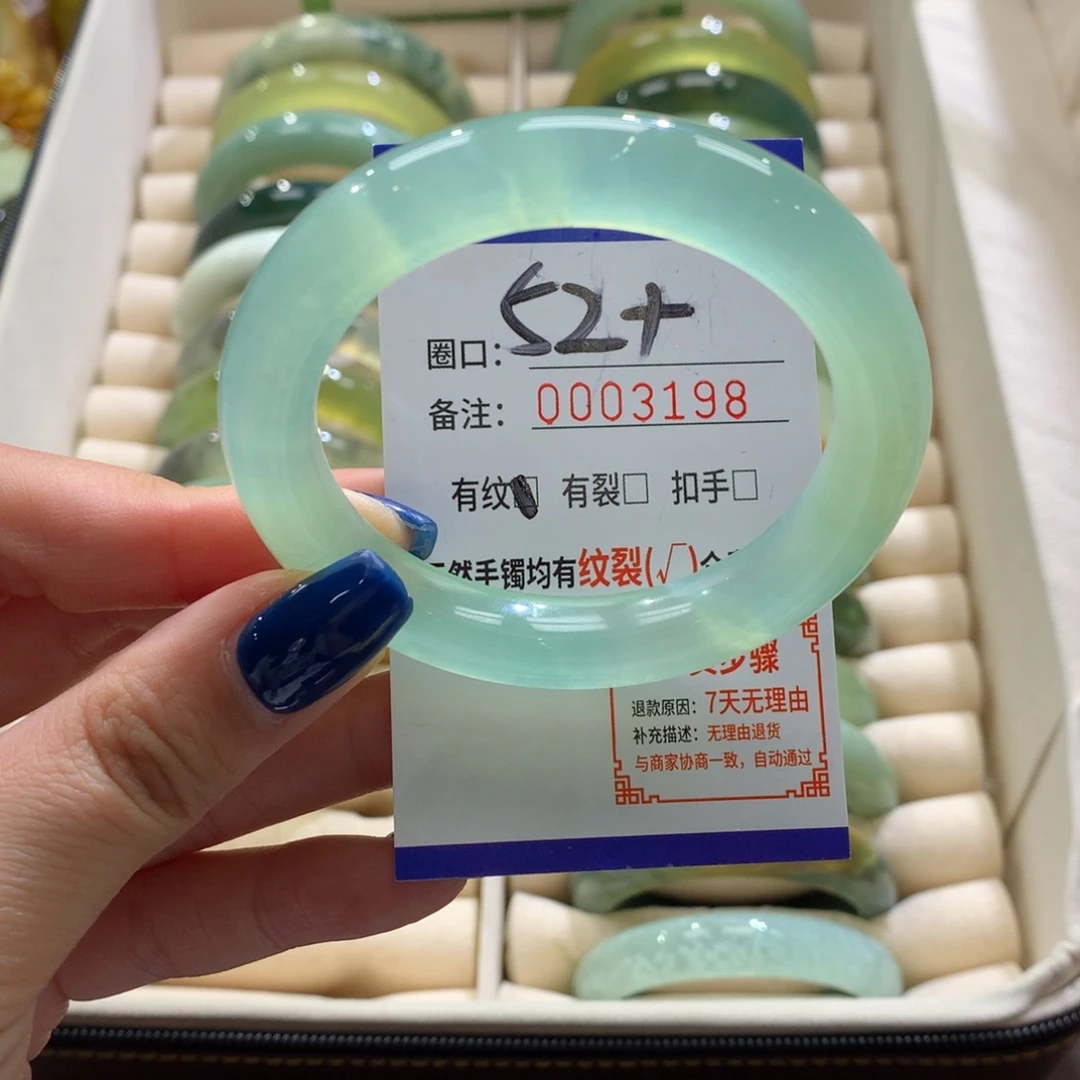 圈口：52+
备注：0003198
有纹☑ 有裂□ 扣手□
然手镯均有纹裂(√)
步骤
退款原因：7天无理由
补充描述：无理由退货
与商家协商一致，自动通过